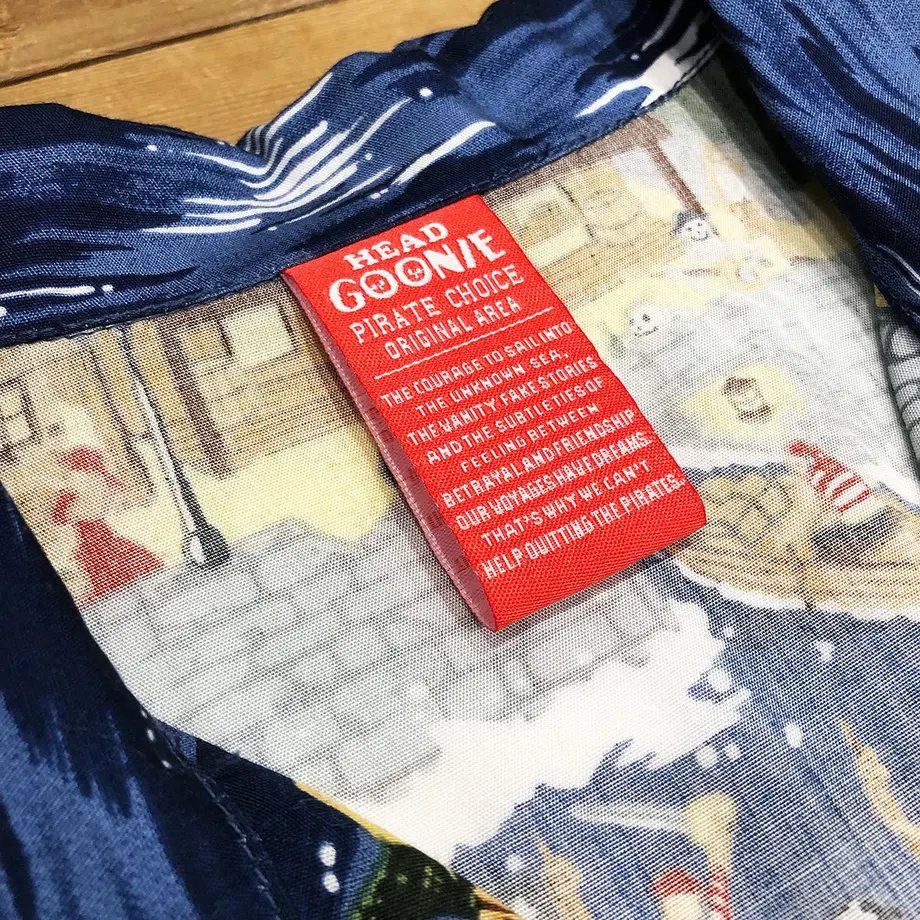 HEAD
GOONIE
PIRATE CHOICE
ORIGINAL AREA
THE COURAGE TO SAIL INTO
THE UNKNOWN SEA,
THE VANITY FAKE STORIES
AND THE SUBTLETIES OF
FEELING BETWEEN
BETRAYAL AND FRIENDSHIP.
OUR VOYAGES HAVE DREAMS.
THAT'S WHY WE CAN'T
HELP QUITTING THE PIRATES.